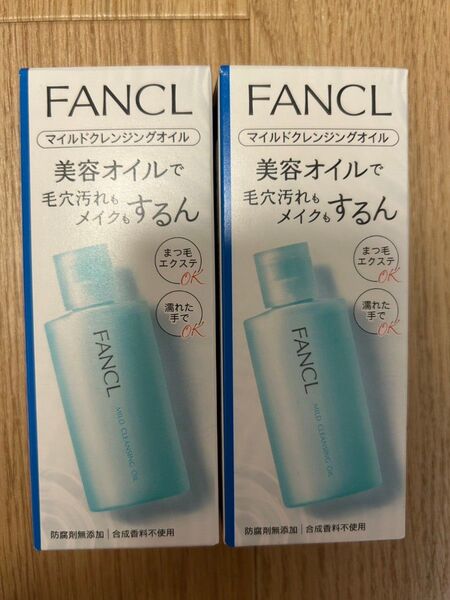 FANCL
マイルドクレンジングオイル
美容オイルで
毛穴汚れも
メイクもするん
まつ毛
エクステ
OK
濡れた
手で
OK
FANCL
MILD CLEANSING OIL
防腐剤無添加|合成香料不使用
FANCL
マイルドクレンジングオイル
美容オイルで
毛穴汚れも
メイクもするん
まつ毛
エクステ
OK
濡れた
手で
OK
FANCL
MILD CLEANSING OIL
防腐剤無添加|合成香料不使用